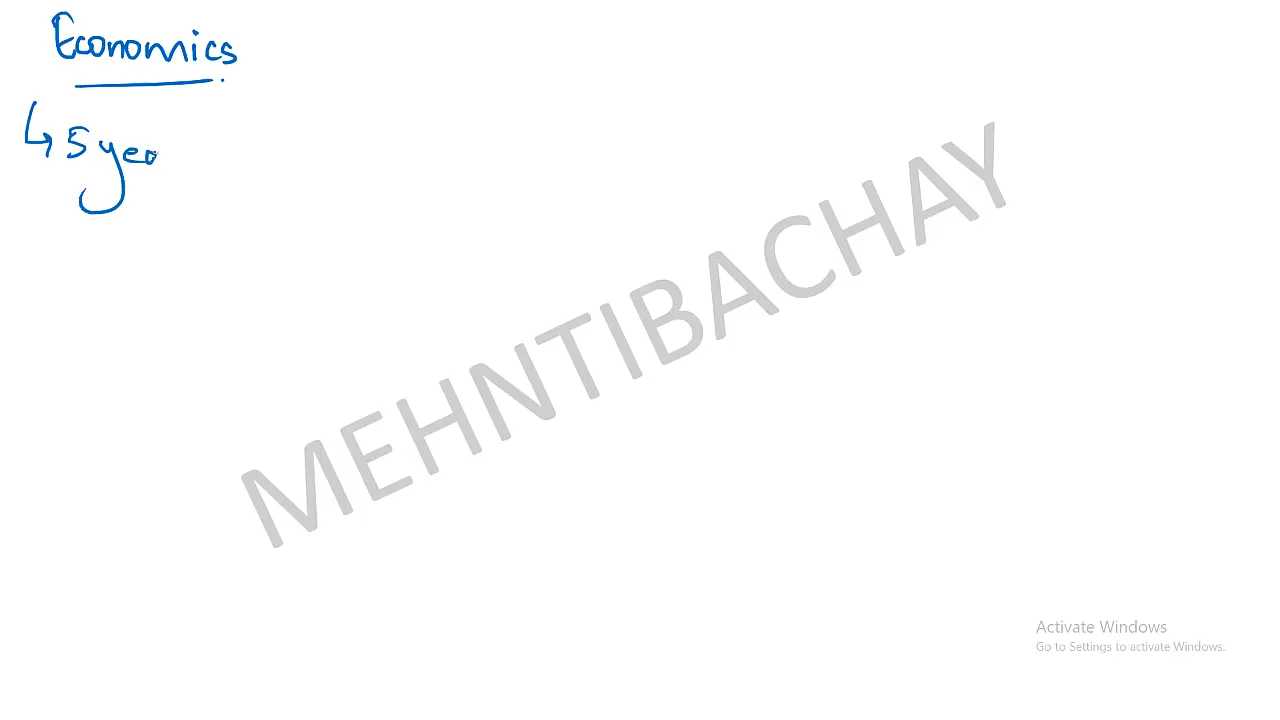 Economics
↳ 5 yea
MEHNTIBACHAY
Activate Windows
Go to Settings to activate Windows.